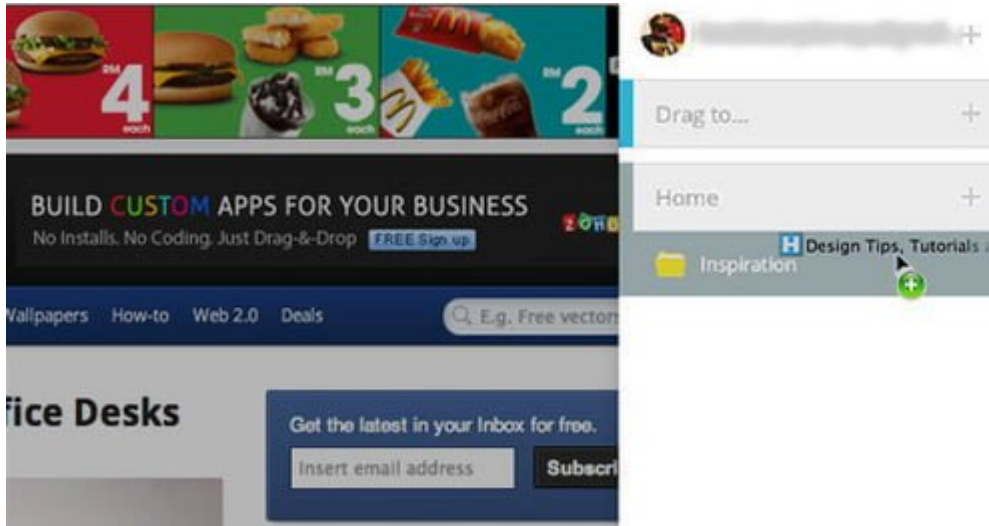 RM
4
each
RM
3
each
RM
2
each
BUILD CUSTOM APPS FOR YOUR BUSINESS
No Installs. No Coding. Just Drag-&-Drop FREE Sign up
ZOHO
Wallpapers How-to Web 2.0 Deals
E.g. Free vectors
fice Desks
Get the latest in your Inbox for free.
Insert email address
Subscri
Drag to...
Home
H Design Tips, Tutorials a
Inspiration